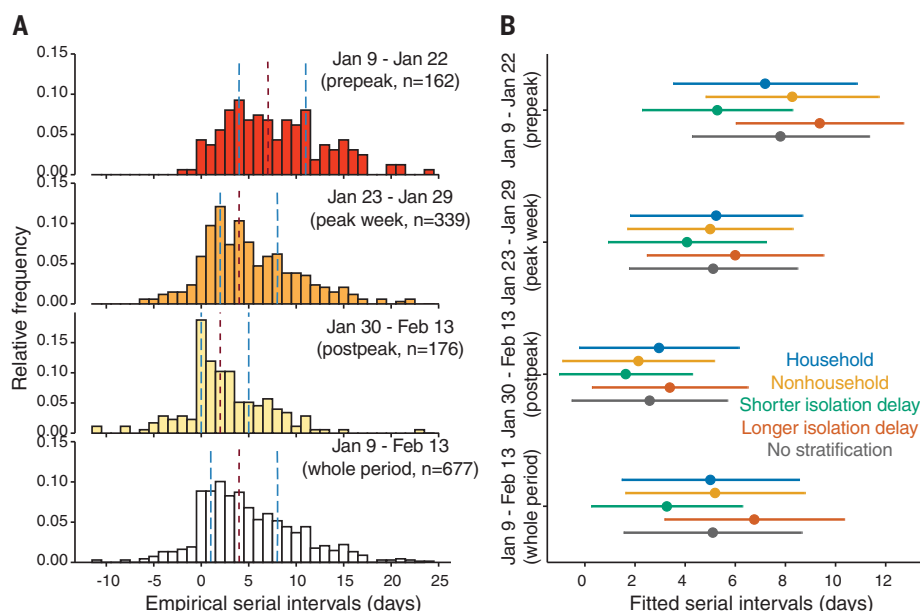 A
0.15
0.10
0.05
0.00
Jan 9 - Jan 22
(prepeak, n=162)
0.15
0.10
0.05
0.00
Jan 23 - Jan 29
(peak week, n=339)
0.15
0.10
0.05
0.00
Jan 30 - Feb 13
(postpeak, n=176)
0.15
0.10
0.05
0.00
Jan 9 - Feb 13
(whole period, n=677)
Relative frequency
-10 -5 0 5 10 15 20 25
Empirical serial intervals (days)
B
Jan 9 - Jan 22
(prepeak)
Jan 23 - Jan 29
(peak week)
Jan 30 - Feb 13
(postpeak)
Jan 9 - Feb 13
(whole period)
Household
Nonhousehold
Shorter isolation delay
Longer isolation delay
No stratification
0 2 4 6 8 10 12
Fitted serial intervals (days)